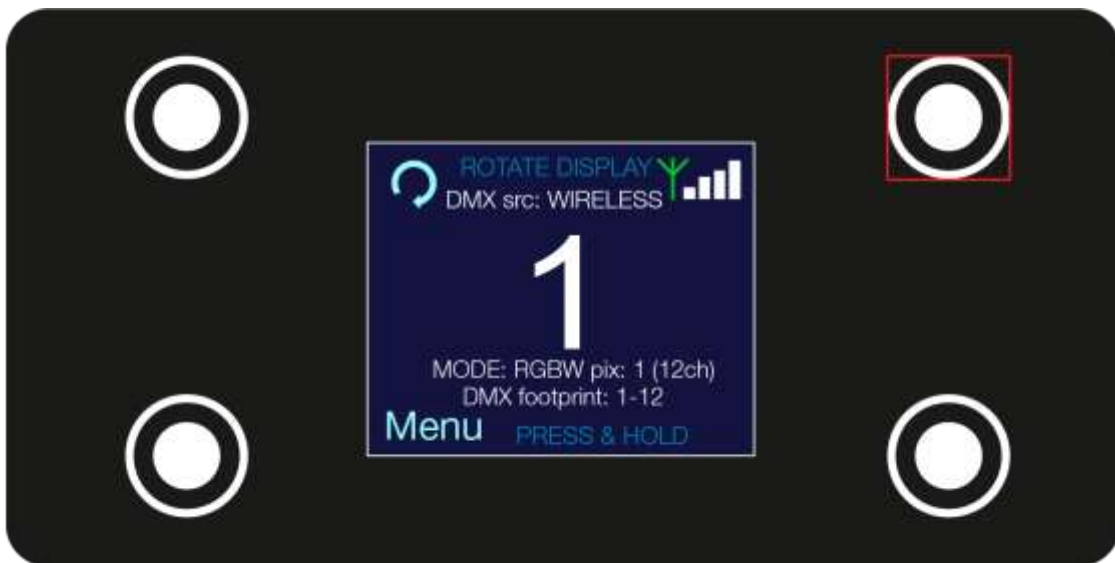 ROTATE DISPLAY
DMX src: WIRELESS
1
MODE: RGBW pix: 1 (12ch)
DMX footprint: 1-12
Menu PRESS & HOLD